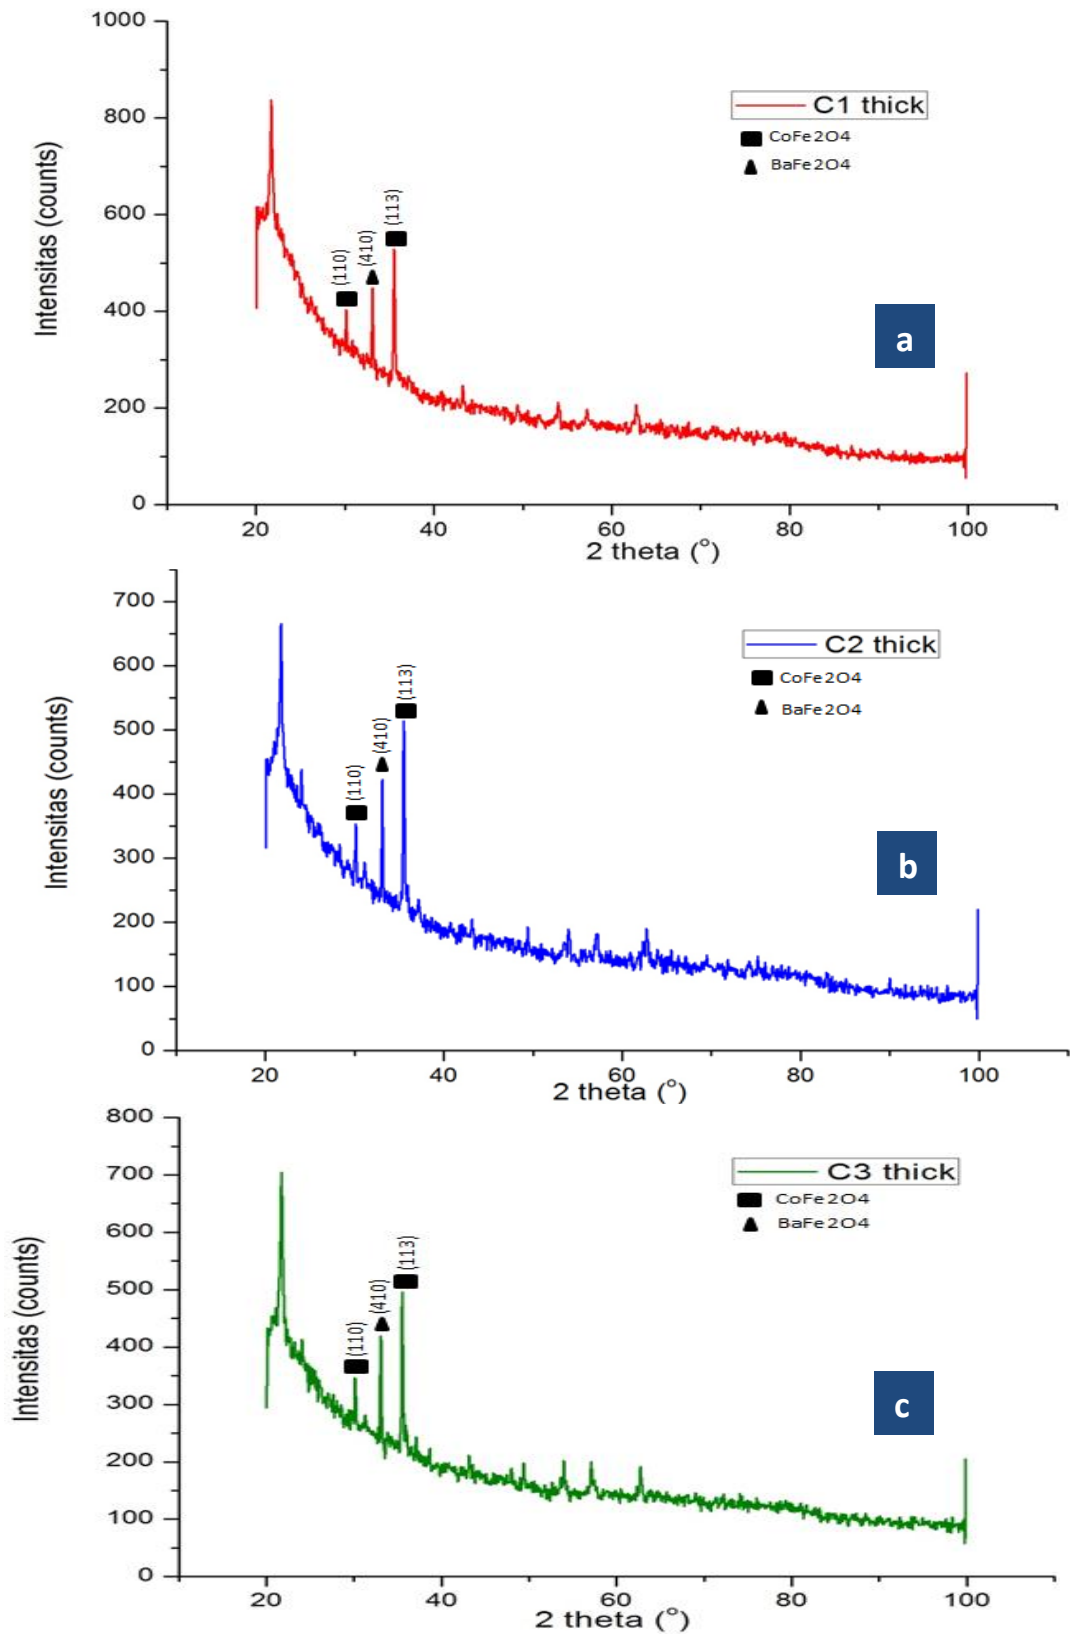 1000
800
600
400
200
0
Intensitas (counts)
C1 thick
CoFe2O4
BaFe2O4
(110)
(410)
(113)
a
20 40 60 80 100
2 theta (°)
700
600
500
400
300
200
100
0
Intensitas (counts)
C2 thick
CoFe2O4
BaFe2O4
(110)
(410)
(113)
b
20 40 60 80 100
2 theta (°)
800
700
600
500
400
300
200
100
0
Intensitas (counts)
C3 thick
CoFe2O4
BaFe2O4
(110)
(410)
(113)
c
20 40 60 80 100
2 theta (°)